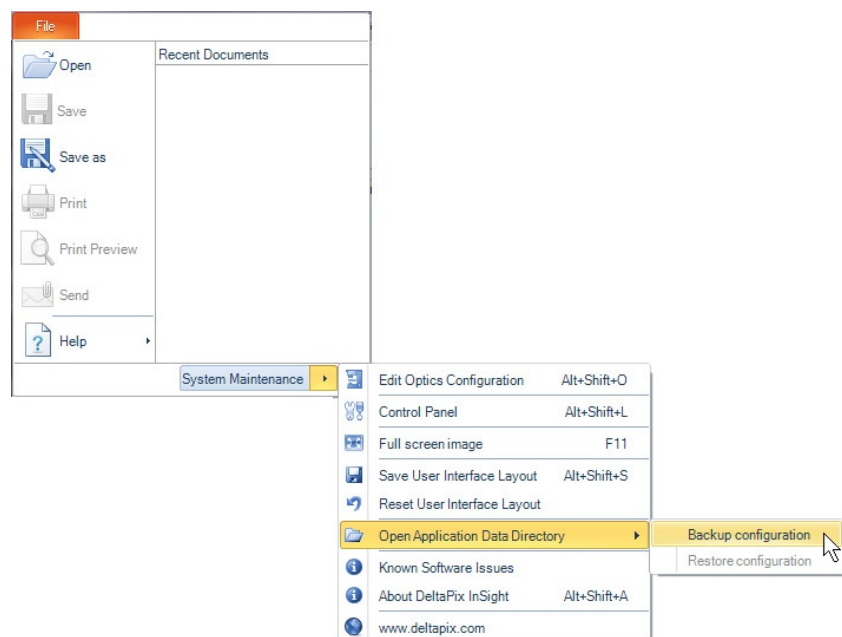 File
Open
Recent Documents
Save
Save as
Print
Print Preview
Send
? Help
System Maintenance
Edit Optics Configuration Alt+Shift+O
Control Panel Alt+Shift+L
Full screen image F11
Save User Interface Layout Alt+Shift+S
Reset User Interface Layout
Open Application Data Directory
Backup configuration
Restore configuration
Known Software Issues
About DeltaPix InSight Alt+Shift+A
www.deltapix.com